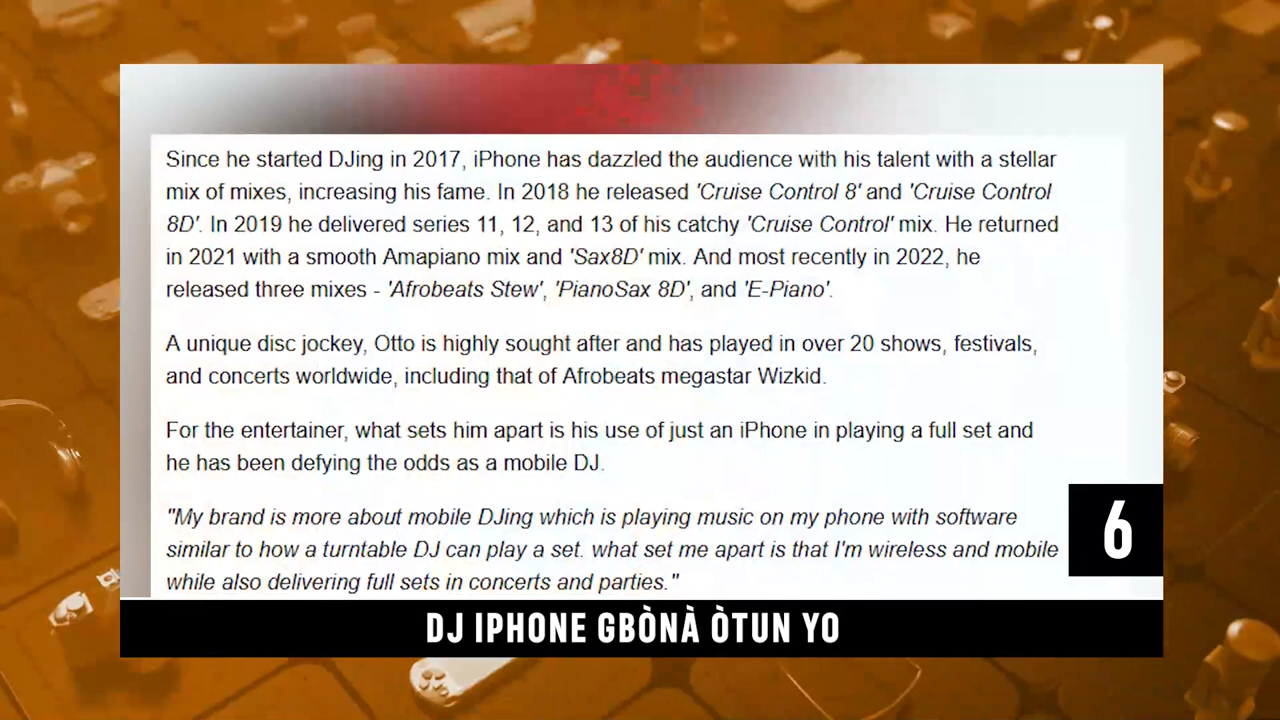 Since he started DJing in 2017, iPhone has dazzled the audience with his talent with a stellar
mix of mixes, increasing his fame. In 2018 he released 'Cruise Control 8' and 'Cruise Control
8D'. In 2019 he delivered series 11, 12, and 13 of his catchy 'Cruise Control' mix. He returned
in 2021 with a smooth Amapiano mix and 'Sax8D' mix. And most recently in 2022, he
released three mixes - 'Afrobeats Stew', 'PianoSax 8D', and 'E-Piano'.
A unique disc jockey, Otto is highly sought after and has played in over 20 shows, festivals,
and concerts worldwide, including that of Afrobeats megastar Wizkid.
For the entertainer, what sets him apart is his use of just an iPhone in playing a full set and
he has been defying the odds as a mobile DJ.
"My brand is more about mobile DJing which is playing music on my phone with software
similar to how a turntable DJ can play a set. what set me apart is that I'm wireless and mobile
while also delivering full sets in concerts and parties."
6
DJ IPHONE GBÒNÀ ÒTUN YO